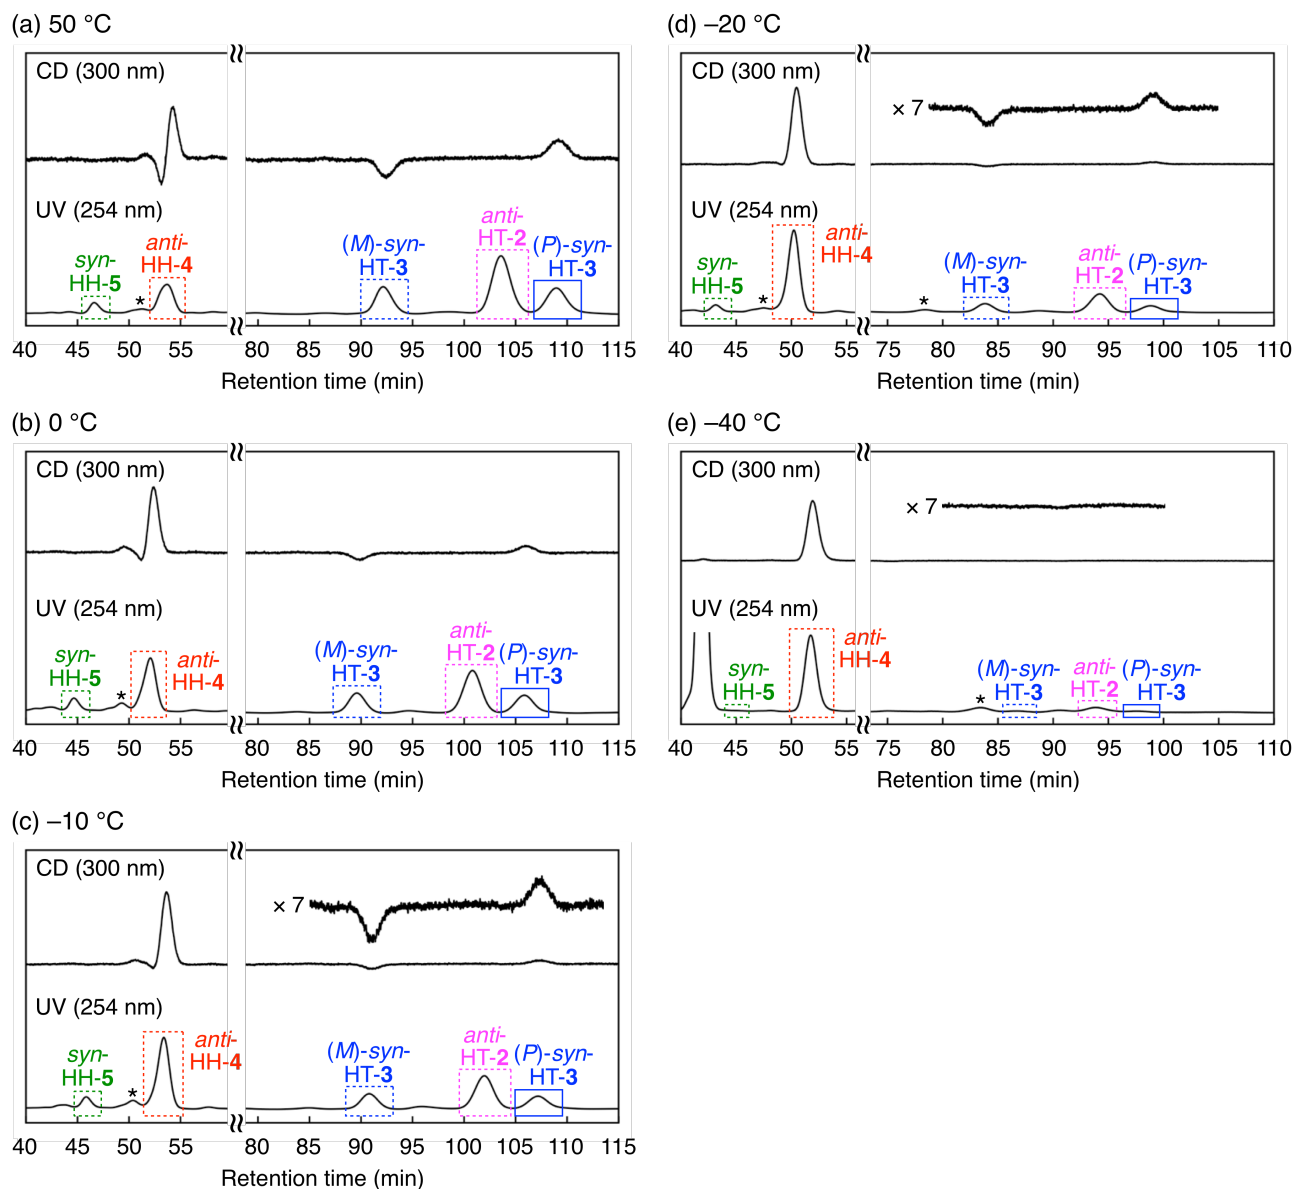 (a) 50 °C
CD (300 nm)
UV (254 nm)
syn-
HH-5
*
anti-
HH-4
(M)-syn-
HT-3
anti-
HT-2
(P)-syn-
HT-3
40 45 50 55 80 85 90 95 100 105 110 115
Retention time (min)
(b) 0 °C
CD (300 nm)
UV (254 nm)
syn-
HH-5
*
anti-
HH-4
(M)-syn-
HT-3
anti-
HT-2
(P)-syn-
HT-3
40 45 50 55 80 85 90 95 100 105 110 115
Retention time (min)
(c) –10 °C
CD (300 nm)
× 7
UV (254 nm)
syn-
HH-5
*
anti-
HH-4
(M)-syn-
HT-3
anti-
HT-2
(P)-syn-
HT-3
40 45 50 55 80 85 90 95 100 105 110 115
Retention time (min)
(d) –20 °C
CD (300 nm)
× 7
UV (254 nm)
syn-
HH-5
*
anti-
HH-4
*
(M)-syn-
HT-3
anti-
HT-2
(P)-syn-
HT-3
40 45 50 55 75 80 85 90 95 100 105 110
Retention time (min)
(e) –40 °C
CD (300 nm)
× 7
UV (254 nm)
syn-
HH-5
anti-
HH-4
*
(M)-syn-
HT-3
anti-
HT-2
(P)-syn-
HT-3
40 45 50 55 75 80 85 90 95 100 105 110
Retention time (min)